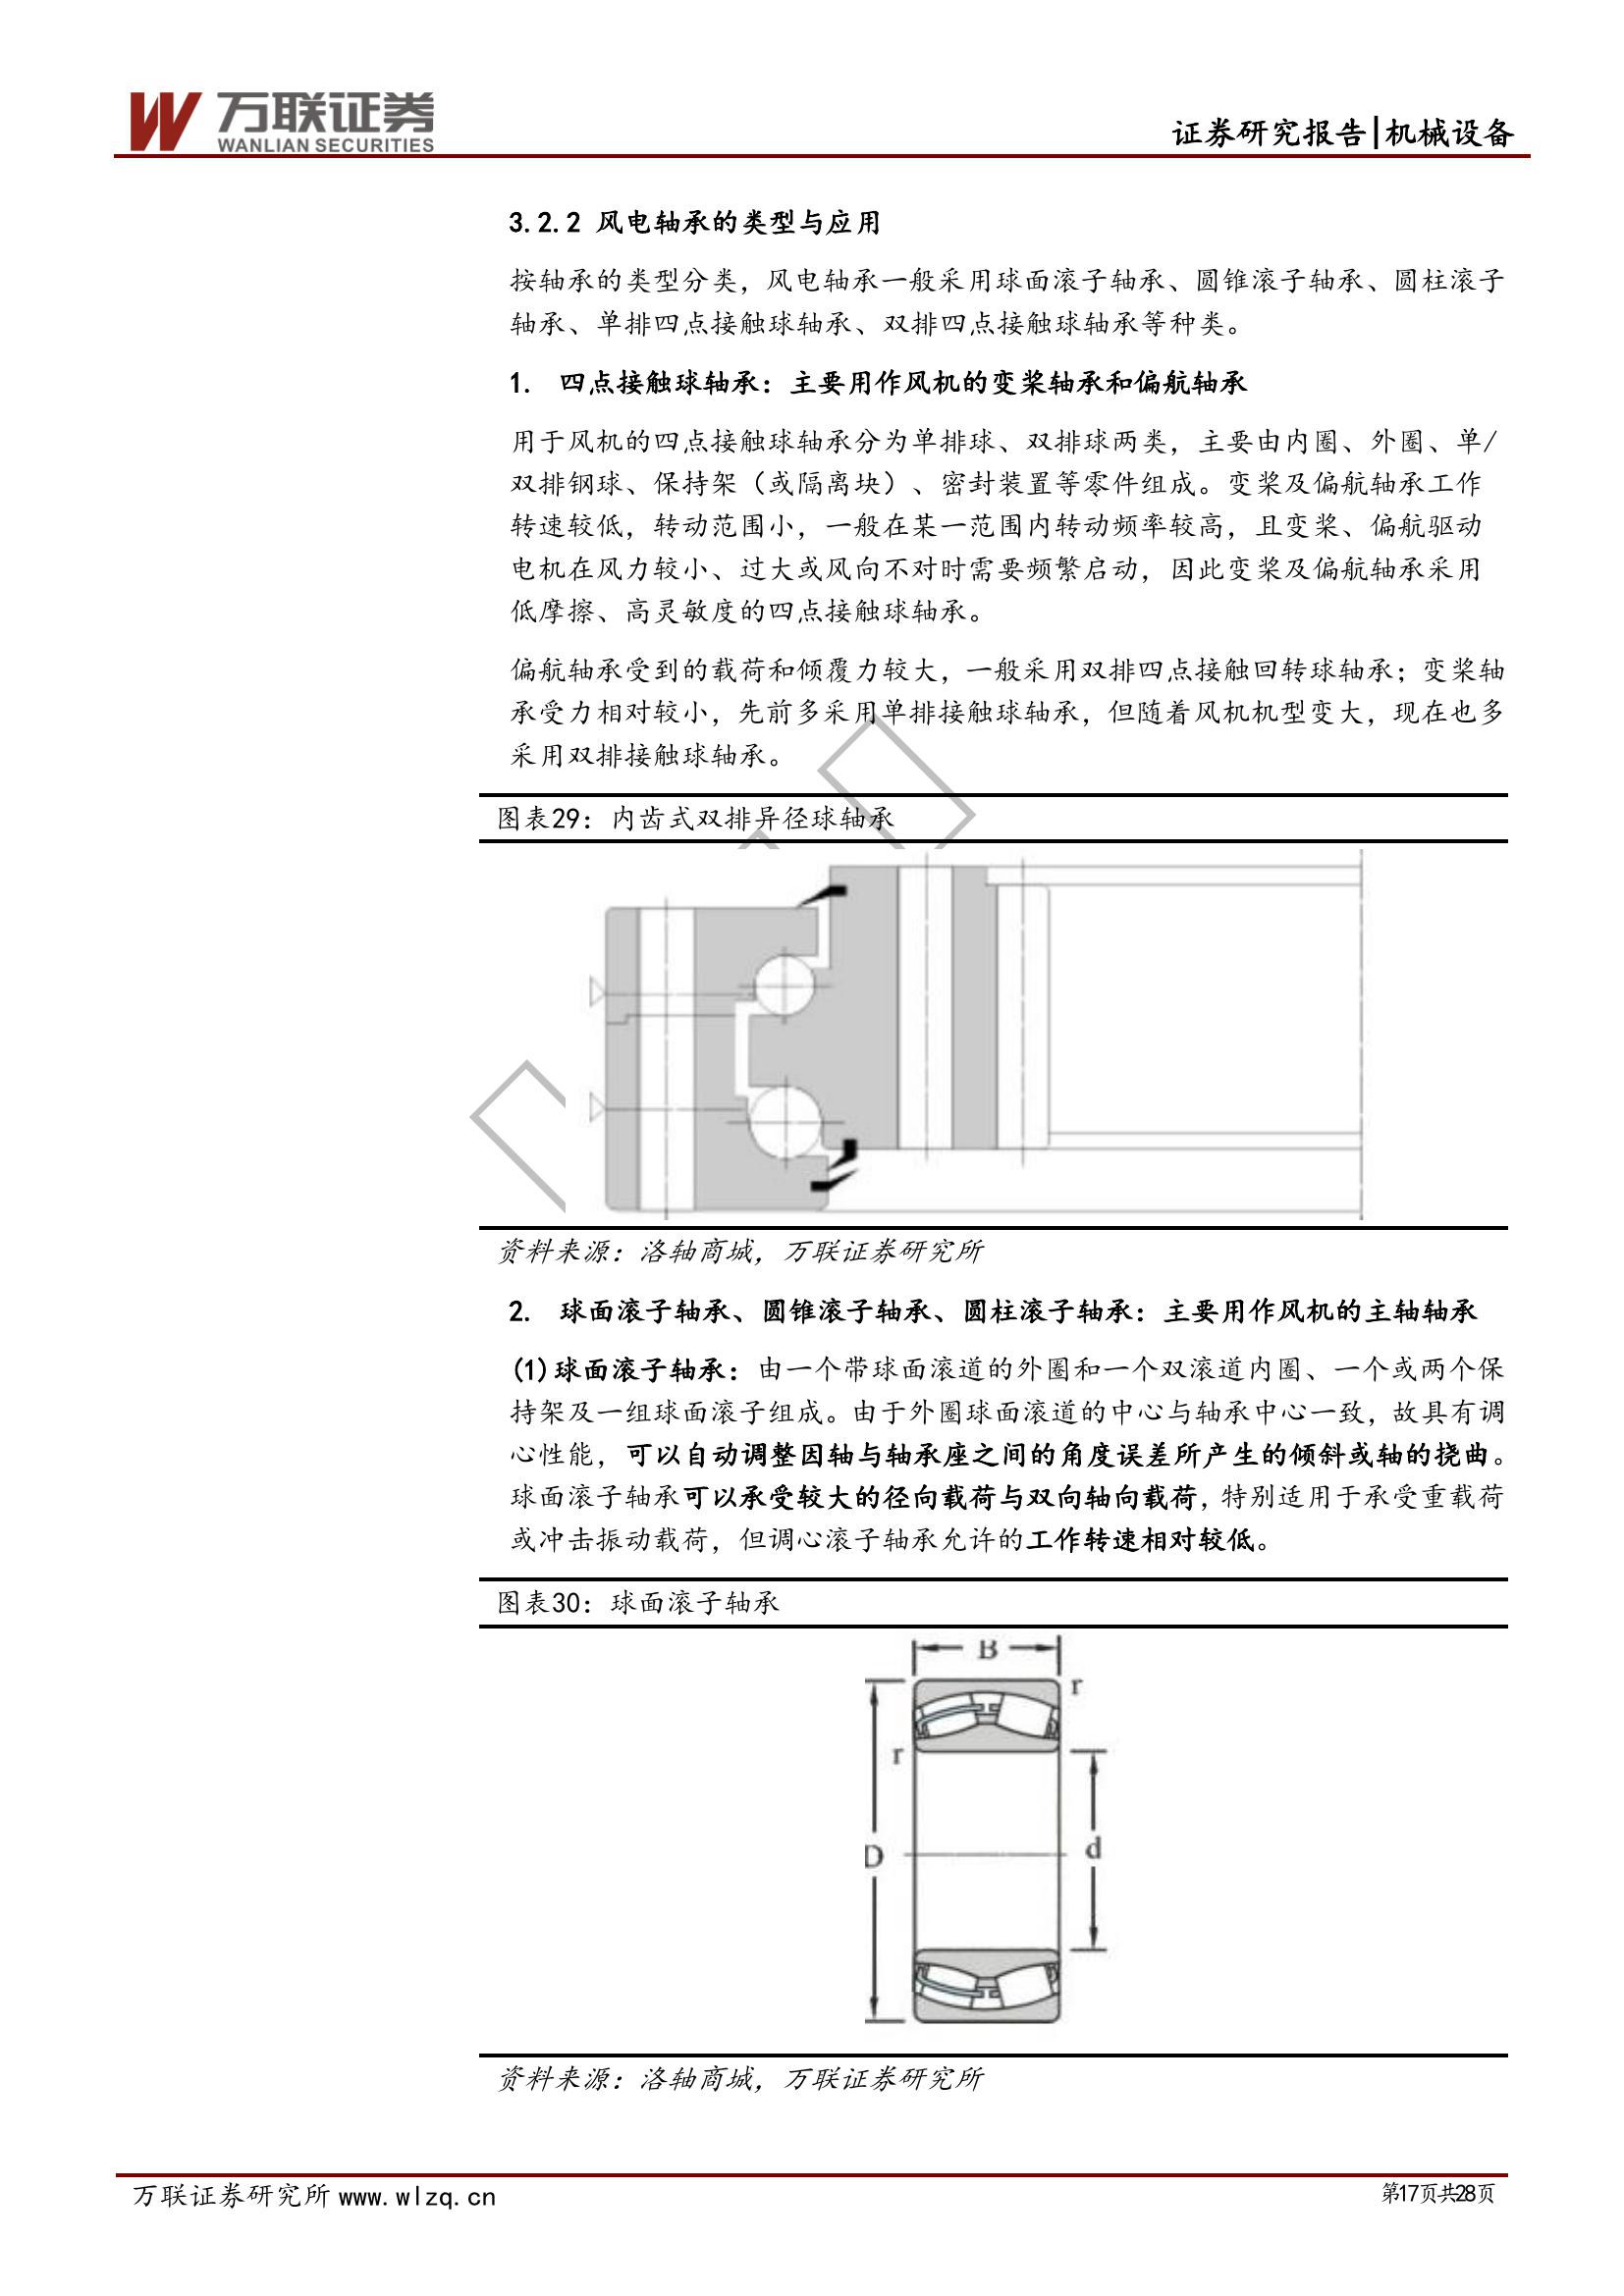 万联证券
WANLIAN SECURITIES
证券研究报告|机械设备
3.2.2 风电轴承的类型与应用
按轴承的类型分类，风电轴承一般采用球面滚子轴承、圆锥滚子轴承、圆柱滚子
轴承、单排四点接触球轴承、双排四点接触球轴承等种类。
1. 四点接触球轴承：主要用作风机的变桨轴承和偏航轴承
用于风机的四点接触球轴承分为单排球、双排球两类，主要由内圈、外圈、单/
双排钢球、保持架（或隔离块）、密封装置等零件组成。变桨及偏航轴承工作
转速较低，转动范围小，一般在某一范围内转动频率较高，且变桨、偏航驱动
电机在风力较小、过大或风向不对时需要频繁启动，因此变桨及偏航轴承采用
低摩擦、高灵敏度的四点接触球轴承。
偏航轴承受到的载荷和倾覆力较大，一般采用双排四点接触回转球轴承；变桨轴
承受力相对较小，先前多采用单排接触球轴承，但随着风机机型变大，现在也多
采用双排接触球轴承。
图表29：内齿式双排异径球轴承
资料来源：洛轴商城，万联证券研究所
2. 球面滚子轴承、圆锥滚子轴承、圆柱滚子轴承：主要用作风机的主轴轴承
(1)球面滚子轴承：由一个带球面滚道的外圈和一个双滚道内圈、一个或两个保
持架及一组球面滚子组成。由于外圈球面滚道的中心与轴承中心一致，故具有调
心性能，可以自动调整因轴与轴承座之间的角度误差所产生的倾斜或轴的挠曲。
球面滚子轴承可以承受较大的径向载荷与双向轴向载荷，特别适用于承受重载荷
或冲击振动载荷，但调心滚子轴承允许的工作转速相对较低。
图表30：球面滚子轴承
B
r
r
D
d
资料来源：洛轴商城，万联证券研究所
万联证券研究所 www.wlzq.cn
第17页共28页